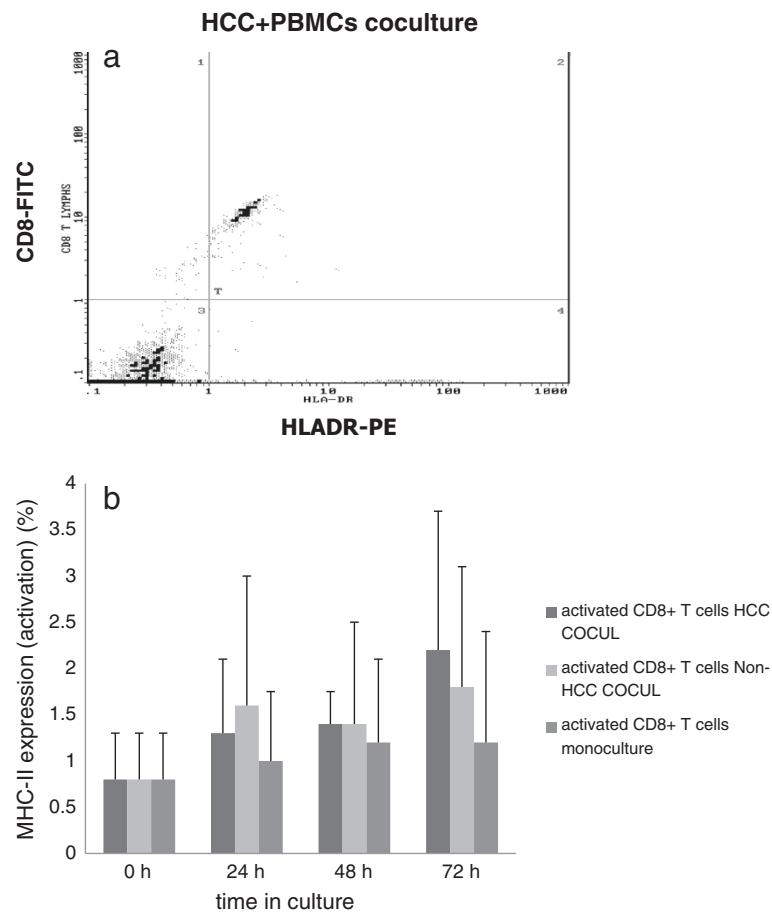 HCC+PBMCs coculture
a
1
2
1000
100
10
1
.1
CD8-FITC
CD8 T LYMPHS
T
3
4
.1
1
10
100
1000
HLA-DR
HLADR-PE
b
MHC-II expression (activation) (%)
4
3.5
3
2.5
2
1.5
1
0.5
0
0 h
24 h
48 h
72 h
time in culture
activated CD8+ T cells HCC
COCUL
activated CD8+ T cells Non-
HCC COCUL
activated CD8+ T cells
monoculture